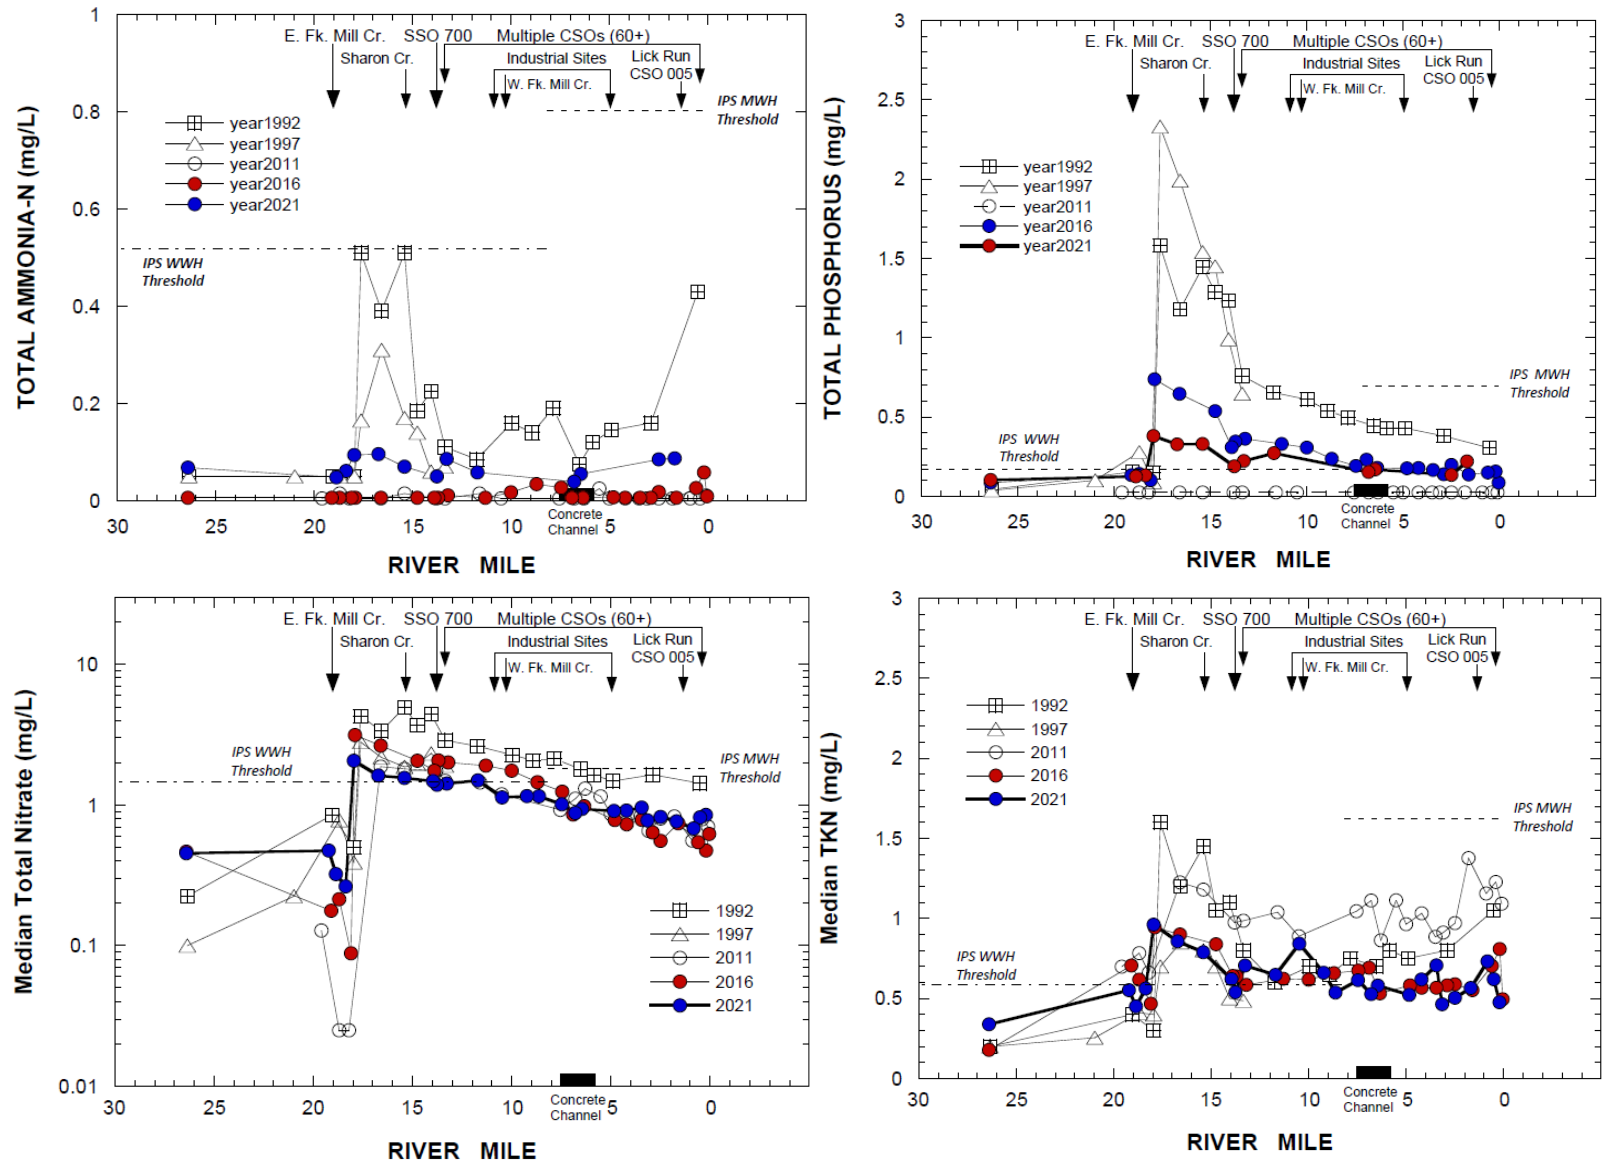 TOTAL AMMONIA-N (mg/L)
1
0.8
0.6
0.4
0.2
0
E. Fk. Mill Cr. SSO 700 Multiple CSOs (60+)
Sharon Cr. Industrial Sites Lick Run
W. Fk. Mill Cr. CSO 005
IPS MWH
Threshold
year1992
year1997
year2011
year2016
year2021
IPS WWH
Threshold
30 25 20 15 10 5 0
Concrete
Channel
RIVER MILE
TOTAL PHOSPHORUS (mg/L)
3
2.5
2
1.5
1
0.5
0
E. Fk. Mill Cr. SSO 700 Multiple CSOs (60+)
Sharon Cr. Industrial Sites Lick Run
W. Fk. Mill Cr. CSO 005
year1992
year1997
year2011
year2016
year2021
IPS MWH
Threshold
IPS WWH
Threshold
30 25 20 15 10 5 0
Concrete
Channel
RIVER MILE
Median Total Nitrate (mg/L)
10
1
0.1
0.01
E. Fk. Mill Cr. SSO 700 Multiple CSOs (60+)
Sharon Cr. Industrial Sites Lick Run
W. Fk. Mill Cr. CSO 005
IPS WWH
Threshold
IPS MWH
Threshold
1992
1997
2011
2016
2021
30 25 20 15 10 5 0
Concrete
Channel
RIVER MILE
Median TKN (mg/L)
3
2.5
2
1.5
1
0.5
0
E. Fk. Mill Cr. SSO 700 Multiple CSOs (60+)
Sharon Cr. Industrial Sites Lick Run
W. Fk. Mill Cr. CSO 005
1992
1997
2011
2016
2021
IPS MWH
Threshold
IPS WWH
Threshold
30 25 20 15 10 5 0
Concrete
Channel
RIVER MILE